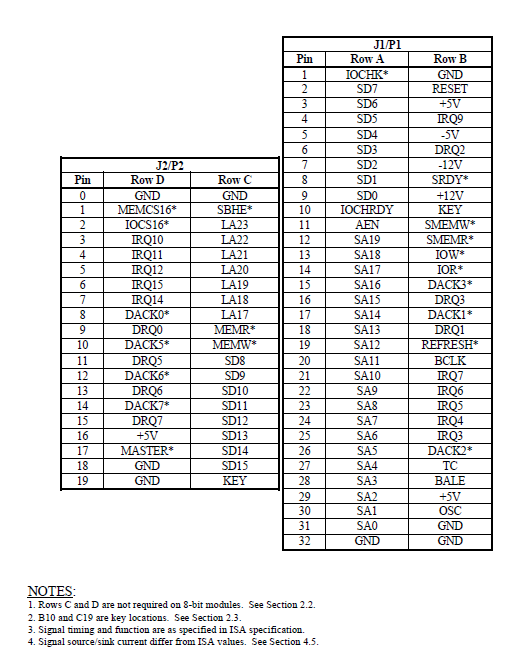 J1/P1
Pin Row A Row B
1 IOCHK* GND
2 SD7 RESET
3 SD6 +5V
4 SD5 IRQ9
5 SD4 -5V
6 SD3 DRQ2
7 SD2 -12V
8 SD1 SRDY*
9 SD0 +12V
10 IOCHRDY KEY
11 AEN SMEMW*
12 SA19 SMEMR*
13 SA18 IOW*
14 SA17 IOR*
15 SA16 DACK3*
16 SA15 DRQ3
17 SA14 DACK1*
18 SA13 DRQ1
19 SA12 REFRESH*
20 SA11 BCLK
21 SA10 IRQ7
22 SA9 IRQ6
23 SA8 IRQ5
24 SA7 IRQ4
25 SA6 IRQ3
26 SA5 DACK2*
27 SA4 TC
28 SA3 BALE
29 SA2 +5V
30 SA1 OSC
31 SA0 GND
32 GND GND
J2/P2
Pin Row D Row C
0 GND GND
1 MEMCS16* SBHE*
2 IOCS16* LA23
3 IRQ10 LA22
4 IRQ11 LA21
5 IRQ12 LA20
6 IRQ15 LA19
7 IRQ14 LA18
8 DACK0* LA17
9 DRQ0 MEMR*
10 DACK5* MEMW*
11 DRQ5 SD8
12 DACK6* SD9
13 DRQ6 SD10
14 DACK7* SD11
15 DRQ7 SD12
16 +5V SD13
17 MASTER* SD14
18 GND SD15
19 GND KEY
NOTES:
1. Rows C and D are not required on 8-bit modules. See Section 2.2.
2. B10 and C19 are key locations. See Section 2.3.
3. Signal timing and function are as specified in ISA specification.
4. Signal source/sink current differ from ISA values. See Section 4.5.